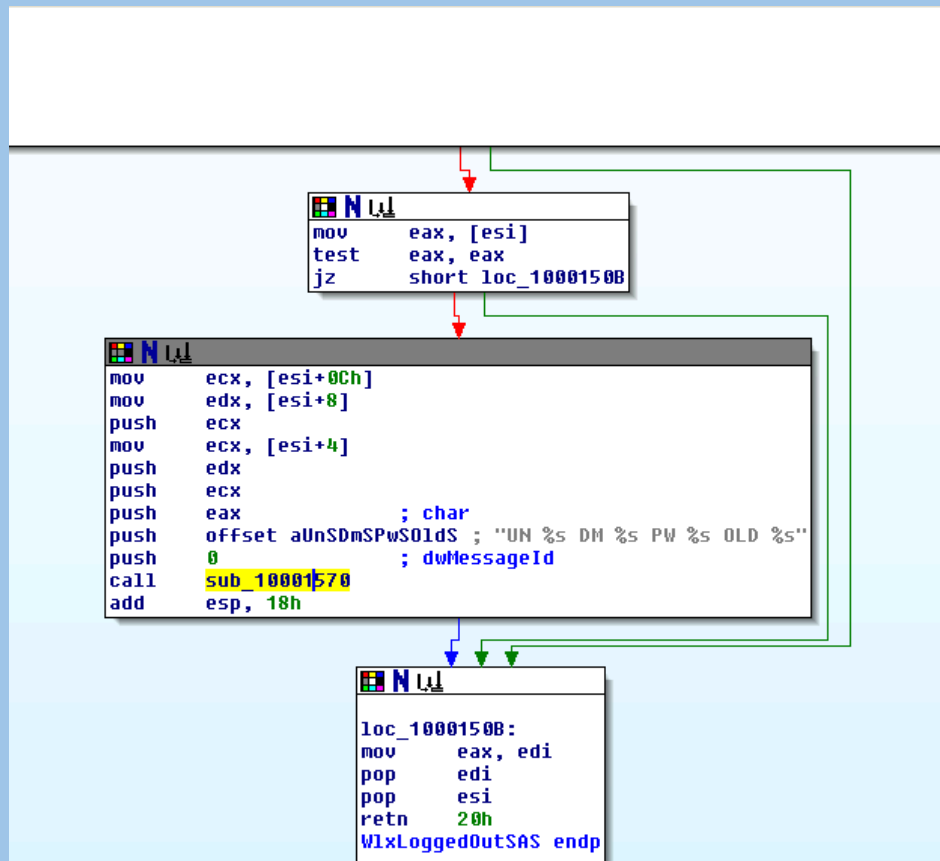 N
mov eax, [esi]
test eax, eax
jz short loc_1000150B
N
mov ecx, [esi+0Ch]
mov edx, [esi+8]
push ecx
mov ecx, [esi+4]
push edx
push ecx
push eax ; char
push offset aUnSDmSPwSOldS ; "UN %s DM %s PW %s OLD %s"
push 0 ; dwMessageId
call sub_10001570
add esp, 18h
N
loc_1000150B:
mov eax, edi
pop edi
pop esi
retn 20h
WlxLoggedOutSAS endp